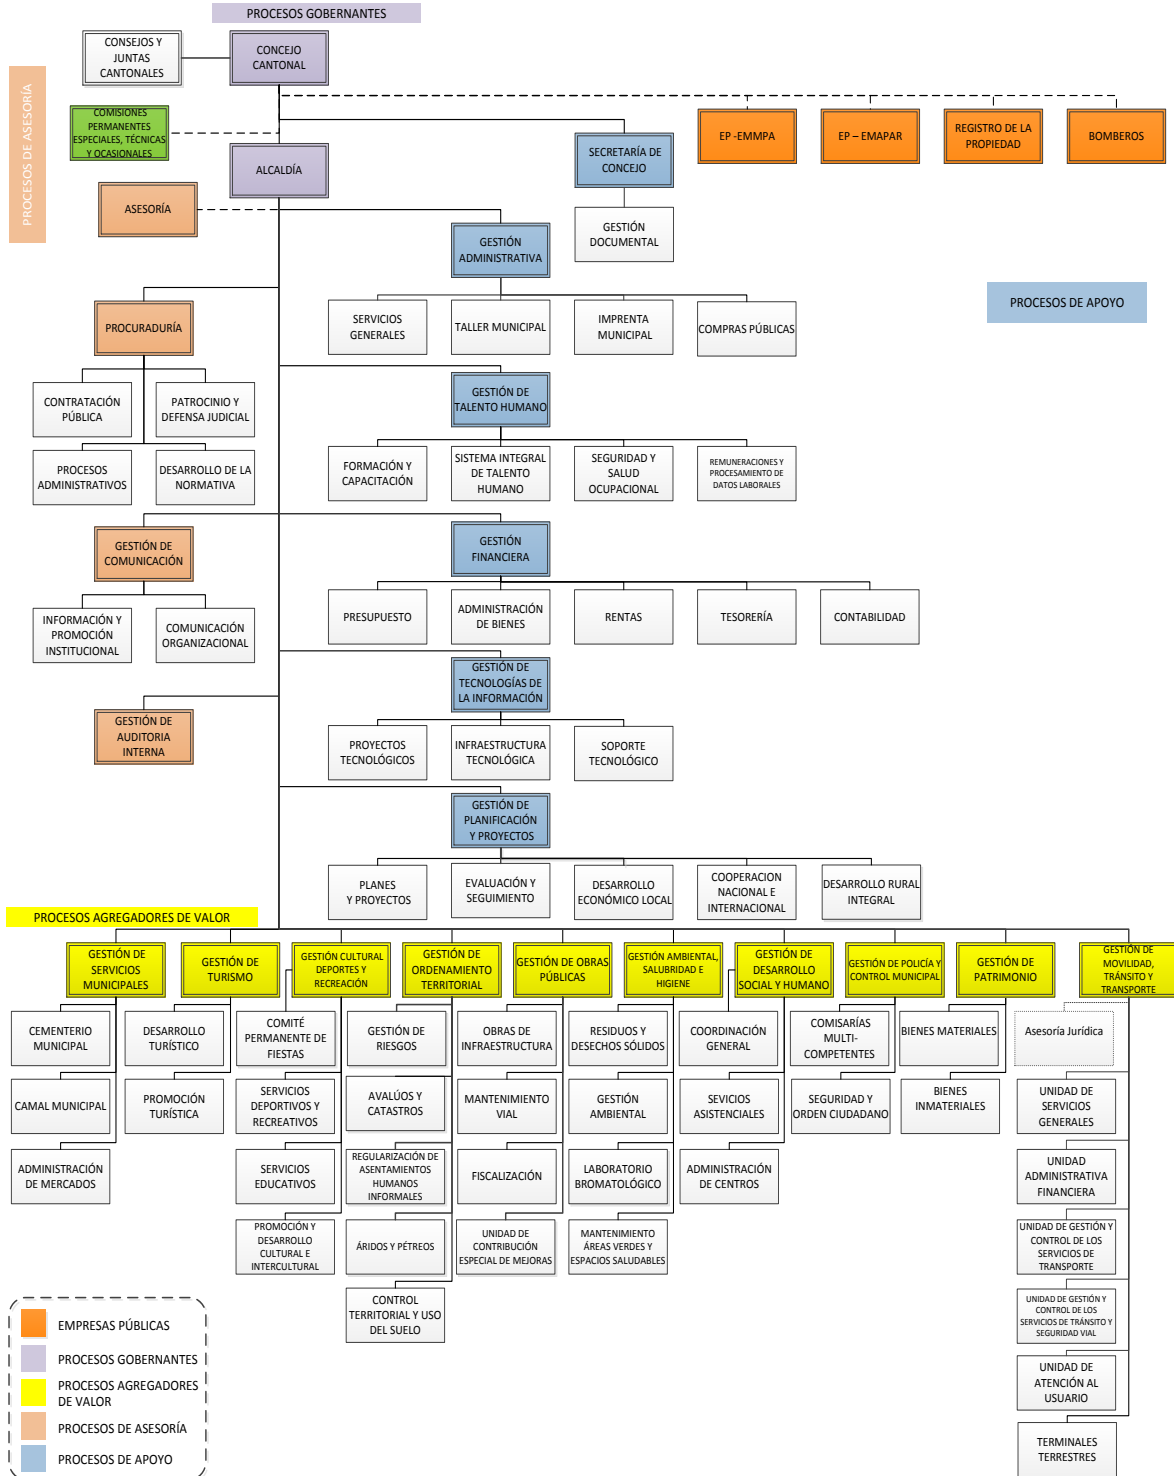 PROCESOS GOBERNANTES
CONSEJOS Y
JUNTAS
CANTONALES
CONCEJO
CANTONAL
PROCESOS DE ASESORÍA
COMISIONES
PERMANENTES
ESPECIALES, TÉCNICAS
Y OCASIONALES
EP -EMMPA
EP – EMAPAR
REGISTRO DE LA
PROPIEDAD
BOMBEROS
SECRETARÍA DE
CONCEJO
ALCALDÍA
ASESORÍA
GESTIÓN
DOCUMENTAL
GESTIÓN
ADMINISTRATIVA
PROCESOS DE APOYO
PROCURADURÍA
SERVICIOS
GENERALES
TALLER MUNICIPAL
IMPRENTA
MUNICIPAL
COMPRAS PÚBLICAS
CONTRATACIÓN
PÚBLICA
PATROCINIO Y
DEFENSA JUDICIAL
GESTIÓN DE
TALENTO HUMANO
PROCESOS
ADMINISTRATIVOS
DESARROLLO DE LA
NORMATIVA
FORMACIÓN Y
CAPACITACIÓN
SISTEMA INTEGRAL
DE TALENTO
HUMANO
SEGURIDAD Y
SALUD
OCUPACIONAL
REMUNERACIONES Y
PROCESAMIENTO DE
DATOS LABORALES
GESTIÓN DE
COMUNICACIÓN
GESTIÓN
FINANCIERA
INFORMACIÓN Y
PROMOCIÓN
INSTITUCIONAL
COMUNICACIÓN
ORGANIZACIONAL
PRESUPUESTO
ADMINISTRACIÓN
DE BIENES
RENTAS
TESORERÍA
CONTABILIDAD
GESTIÓN DE
TECNOLOGÍAS DE
LA INFORMACIÓN
GESTIÓN DE
AUDITORIA
INTERNA
PROYECTOS
TECNOLÓGICOS
INFRAESTRUCTURA
TECNOLÓGICA
SOPORTE
TECNOLÓGICO
GESTIÓN DE
PLANIFICACIÓN
Y PROYECTOS
PLANES
Y PROYECTOS
EVALUACIÓN Y
SEGUIMIENTO
DESARROLLO
ECONÓMICO LOCAL
COOPERACION
NACIONAL E
INTERNACIONAL
DESARROLLO RURAL
INTEGRAL
PROCESOS AGREGADORES DE VALOR
GESTIÓN DE
SERVICIOS
MUNICIPALES
GESTIÓN DE
TURISMO
GESTIÓN CULTURAL
DEPORTES Y
RECREACIÓN
GESTIÓN DE
ORDENAMIENTO
TERRITORIAL
GESTIÓN DE OBRAS
PÚBLICAS
GESTIÓN AMBIENTAL,
SALUBRIDAD E
HIGIENE
GESTIÓN DE
DESARROLLO
SOCIAL Y HUMANO
GESTIÓN DE POLICÍA Y
CONTROL MUNICIPAL
GESTIÓN DE
PATRIMONIO
GESTIÓN DE
MOVILIDAD,
TRÁNSITO Y
TRANSPORTE
CEMENTERIO
MUNICIPAL
DESARROLLO
TURÍSTICO
COMITÉ
PERMANENTE DE
FIESTAS
GESTIÓN DE
RIESGOS
OBRAS DE
INFRAESTRUCTURA
RESIDUOS Y
DESECHOS SÓLIDOS
COORDINACIÓN
GENERAL
COMISARÍAS
MULTI-
COMPETENTES
BIENES MATERIALES
Asesoría Jurídica
CAMAL MUNICIPAL
PROMOCIÓN
TURÍSTICA
SERVICIOS
DEPORTIVOS Y
RECREATIVOS
AVALÚOS Y
CATASTROS
MANTENIMIENTO
VIAL
GESTIÓN
AMBIENTAL
SEVICIOS
ASISTENCIALES
SEGURIDAD Y
ORDEN CIUDADANO
BIENES
INMATERIALES
UNIDAD DE
SERVICIOS
GENERALES
ADMINISTRACIÓN
DE MERCADOS
SERVICIOS
EDUCATIVOS
REGULARIZACIÓN DE
ASENTAMIENTOS
HUMANOS
INFORMALES
FISCALIZACIÓN
LABORATORIO
BROMATOLÓGICO
ADMINISTRACIÓN
DE CENTROS
UNIDAD
ADMINISTRATIVA
FINANCIERA
PROMOCIÓN Y
DESARROLLO
CULTURAL E
INTERCULTURAL
ÁRIDOS Y PÉTREOS
UNIDAD DE
CONTRIBUCIÓN
ESPECIAL DE MEJORAS
MANTENIMIENTO
ÁREAS VERDES Y
ESPACIOS SALUDABLES
UNIDAD DE GESTIÓN Y
CONTROL DE LOS
SERVICIOS DE
TRANSPORTE
CONTROL
TERRITORIAL Y USO
DEL SUELO
UNIDAD DE GESTIÓN Y
CONTROL DE LOS
SERVICIOS DE TRÁNSITO Y
SEGURIDAD VIAL
UNIDAD DE
ATENCIÓN AL
USUARIO
TERMINALES
TERRESTRES
EMPRESAS PÚBLICAS
PROCESOS GOBERNANTES
PROCESOS AGREGADORES
DE VALOR
PROCESOS DE ASESORÍA
PROCESOS DE APOYO